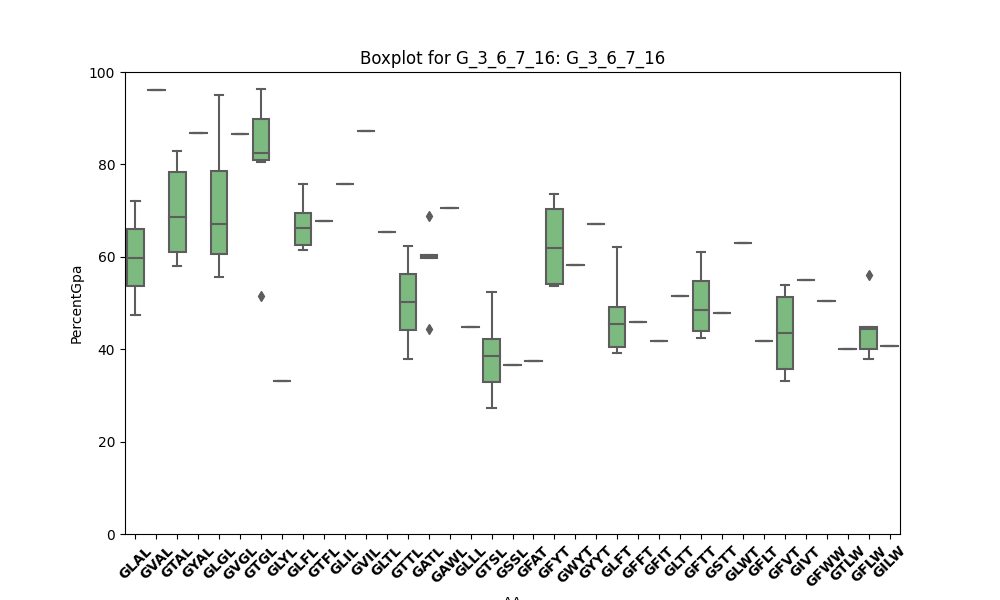 Boxplot for G_3_6_7_16: G_3_6_7_16
PercentGpa
100
80
60
40
20
0
GLAL
GVAL
GTAL
GYAL
GLGL
GVGL
GTGL
GLYL
GLFL
GTFL
GLIL
GVIL
GLTL
GTTL
GATL
GAWL
GLLL
GTSL
GSSL
GFAT
GFYT
GWYT
GYYT
GLFT
GFFT
GFIT
GLTT
GFTT
GSTT
GLWT
GFLT
GFVT
GIVT
GFWW
GTLW
GFLW
GILW